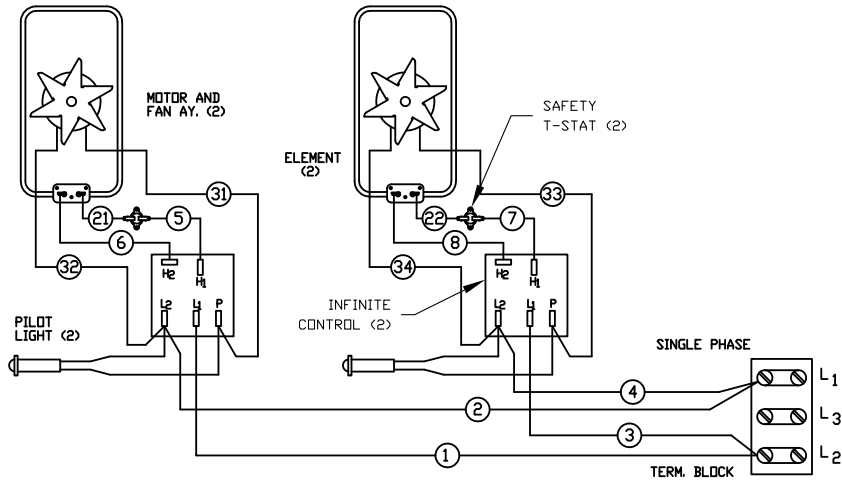 MOTOR AND
FAN AY. (2)
ELEMENT
(2)
SAFETY
T-STAT (2)
31
33
21
5
22
7
6
8
32
34
H2
H1
H2
H1
L2 L1 P
L2 L1 P
INFINITE
CONTROL (2)
PILOT
LIGHT (2)
SINGLE PHASE
L1
4
2
L3
3
1
L2
TERM. BLOCK